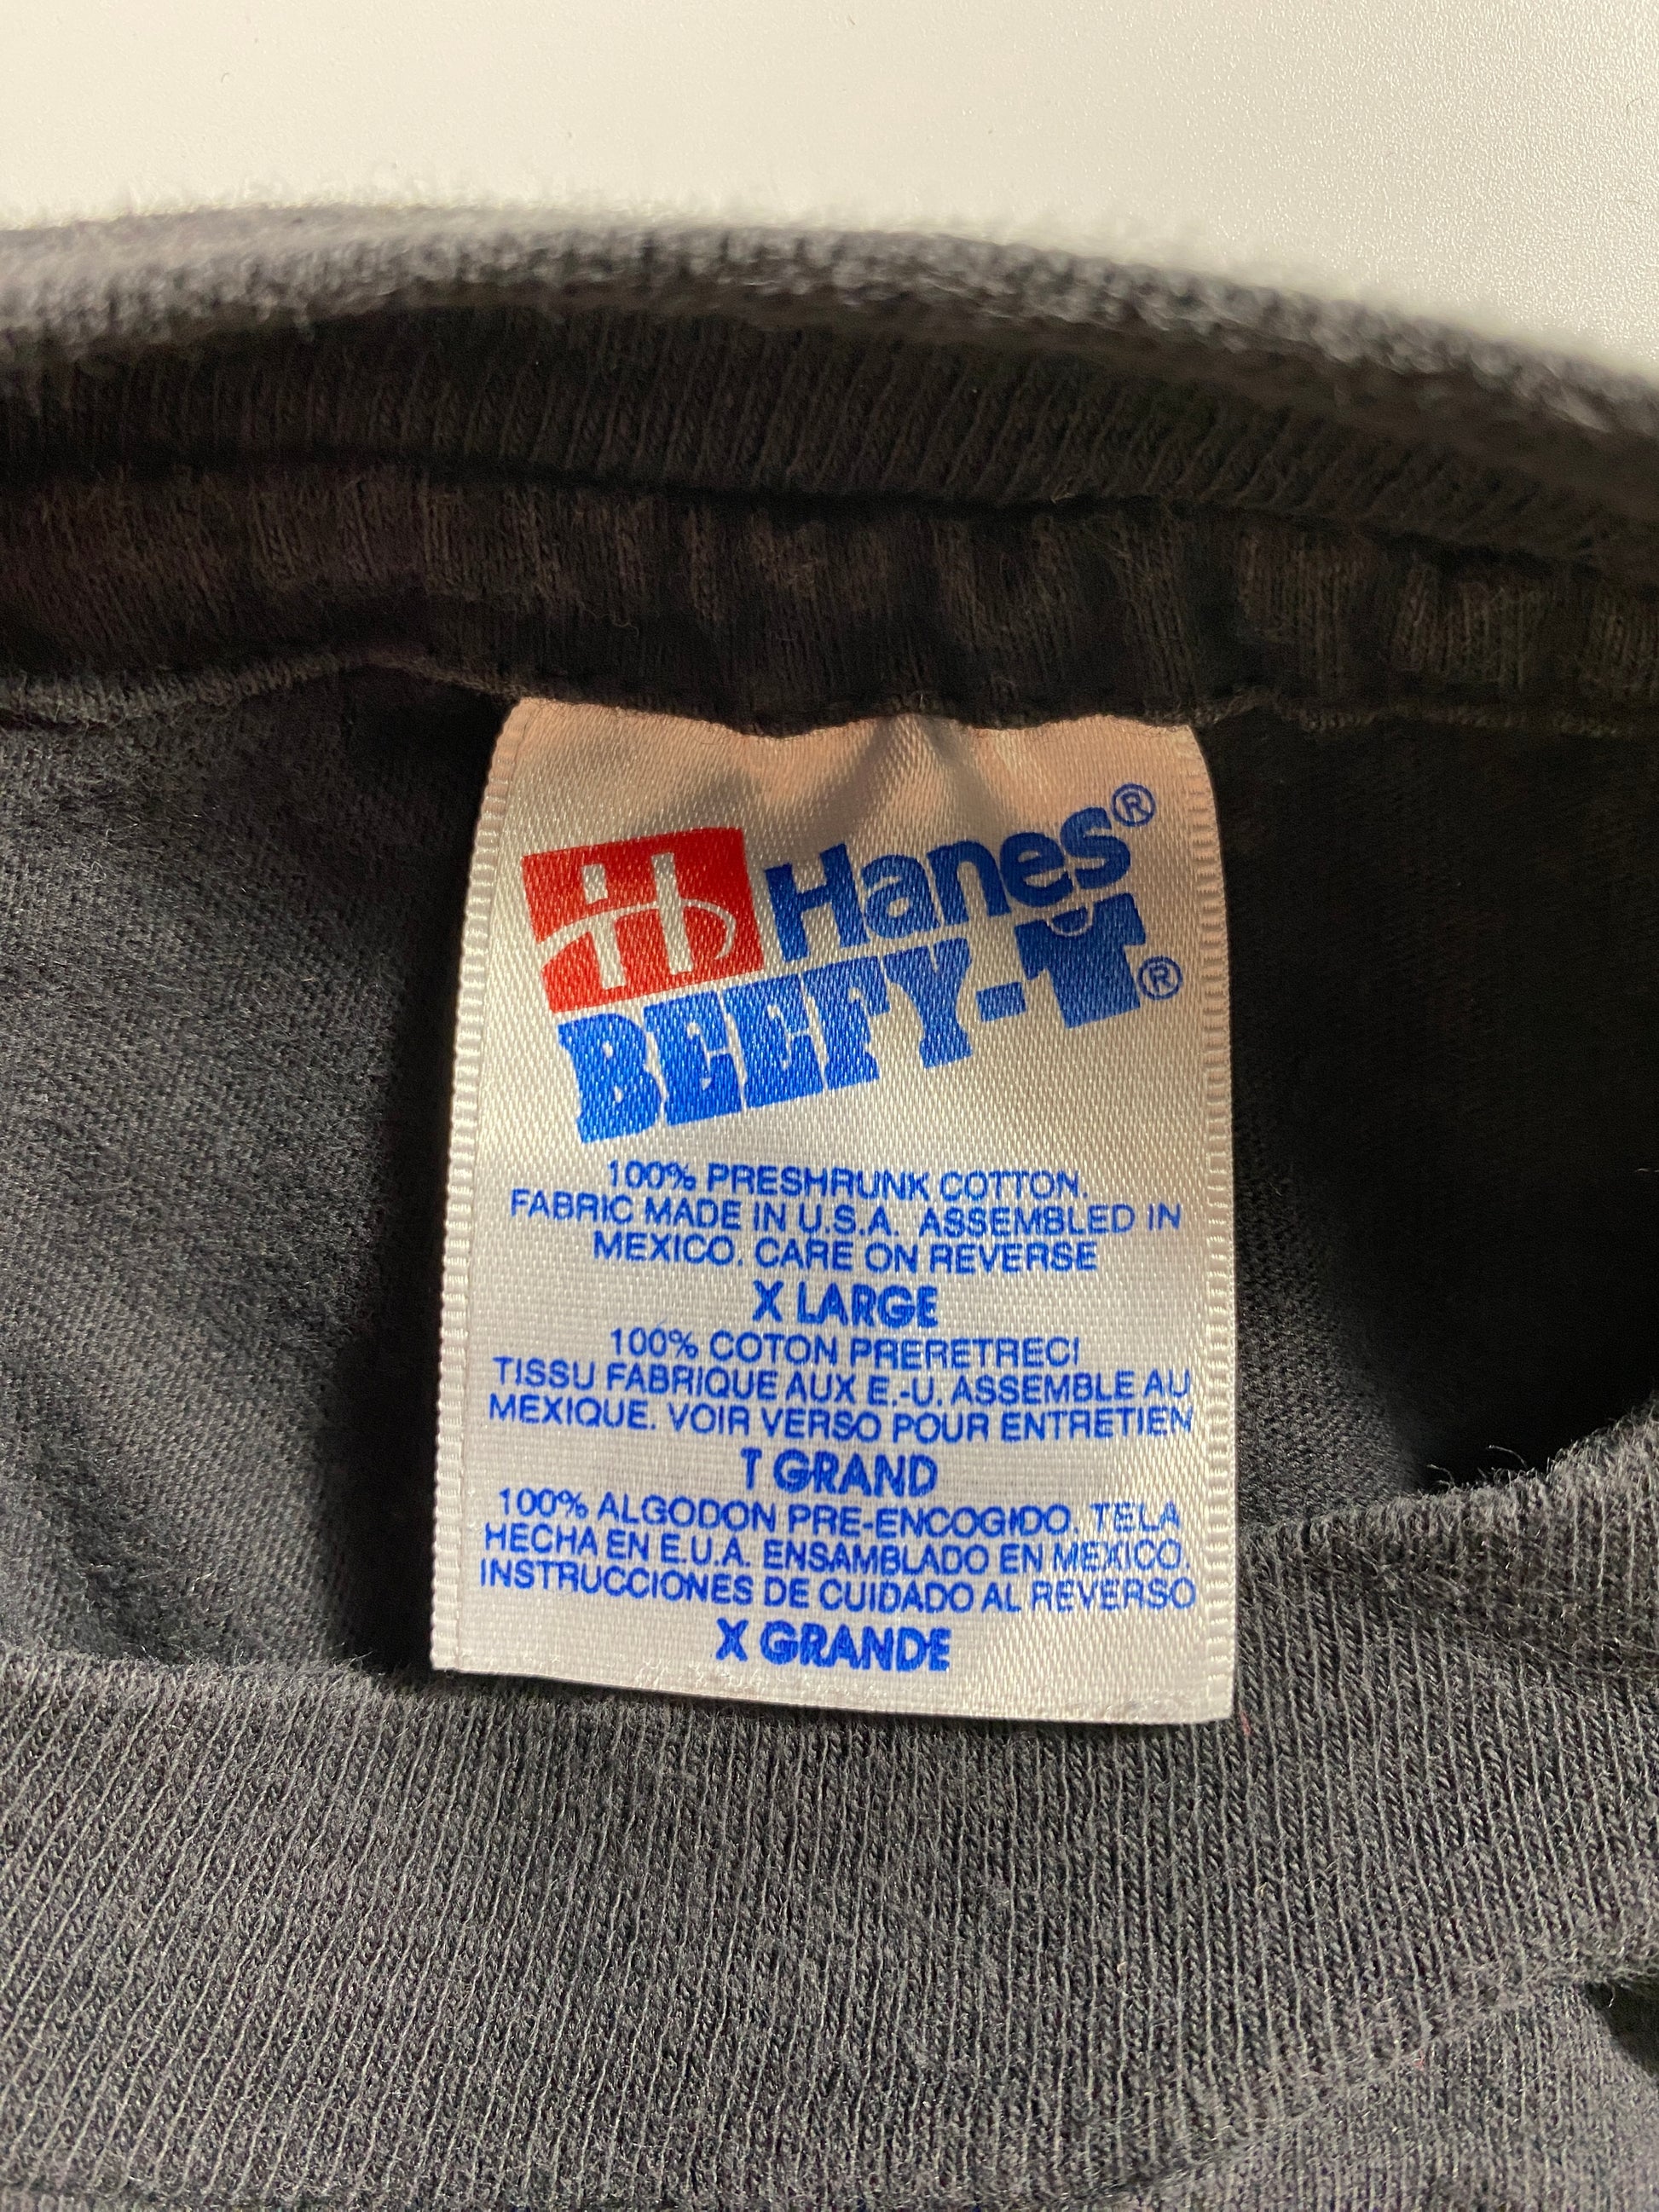 H Hanes®
BEEFY-T®
100% PRESHRUNK COTTON.
FABRIC MADE IN U.S.A. ASSEMBLED IN
MEXICO. CARE ON REVERSE
X LARGE
100% COTON PRERETRECI
TISSU FABRIQUE AUX E.-U. ASSEMBLE AU
MEXIQUE. VOIR VERSO POUR ENTRETIEN
T GRAND
100% ALGODON PRE-ENCOGIDO. TELA
HECHA EN E.U.A. ENSAMBLADO EN MEXICO.
INSTRUCCIONES DE CUIDADO AL REVERSO
X GRANDE